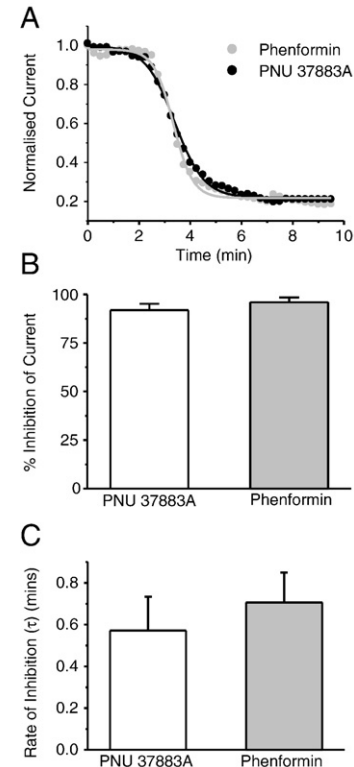 A
Normalised Current
1.0
0.8
0.6
0.4
0.2
Phenformin
PNU 37883A
0 2 4 6 8 10
Time (min)
B
% Inhibition of Current
100
75
50
25
0
PNU 37883A Phenformin
C
Rate of Inhibition (τ) (mins)
0.8
0.6
0.4
0.2
0.0
PNU 37883A Phenformin